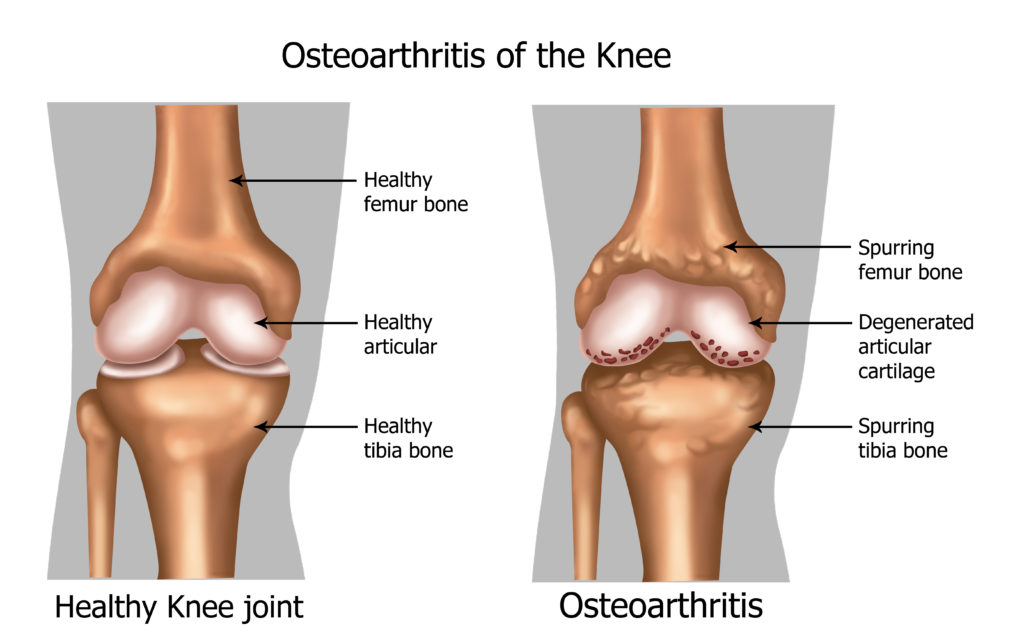 Osteoarthritis of the Knee
Healthy
femur bone
Healthy
articular
Healthy
tibia bone
Healthy Knee joint
Spurring
femur bone
Degenerated
articular
cartilage
Spurring
tibia bone
Osteoarthritis